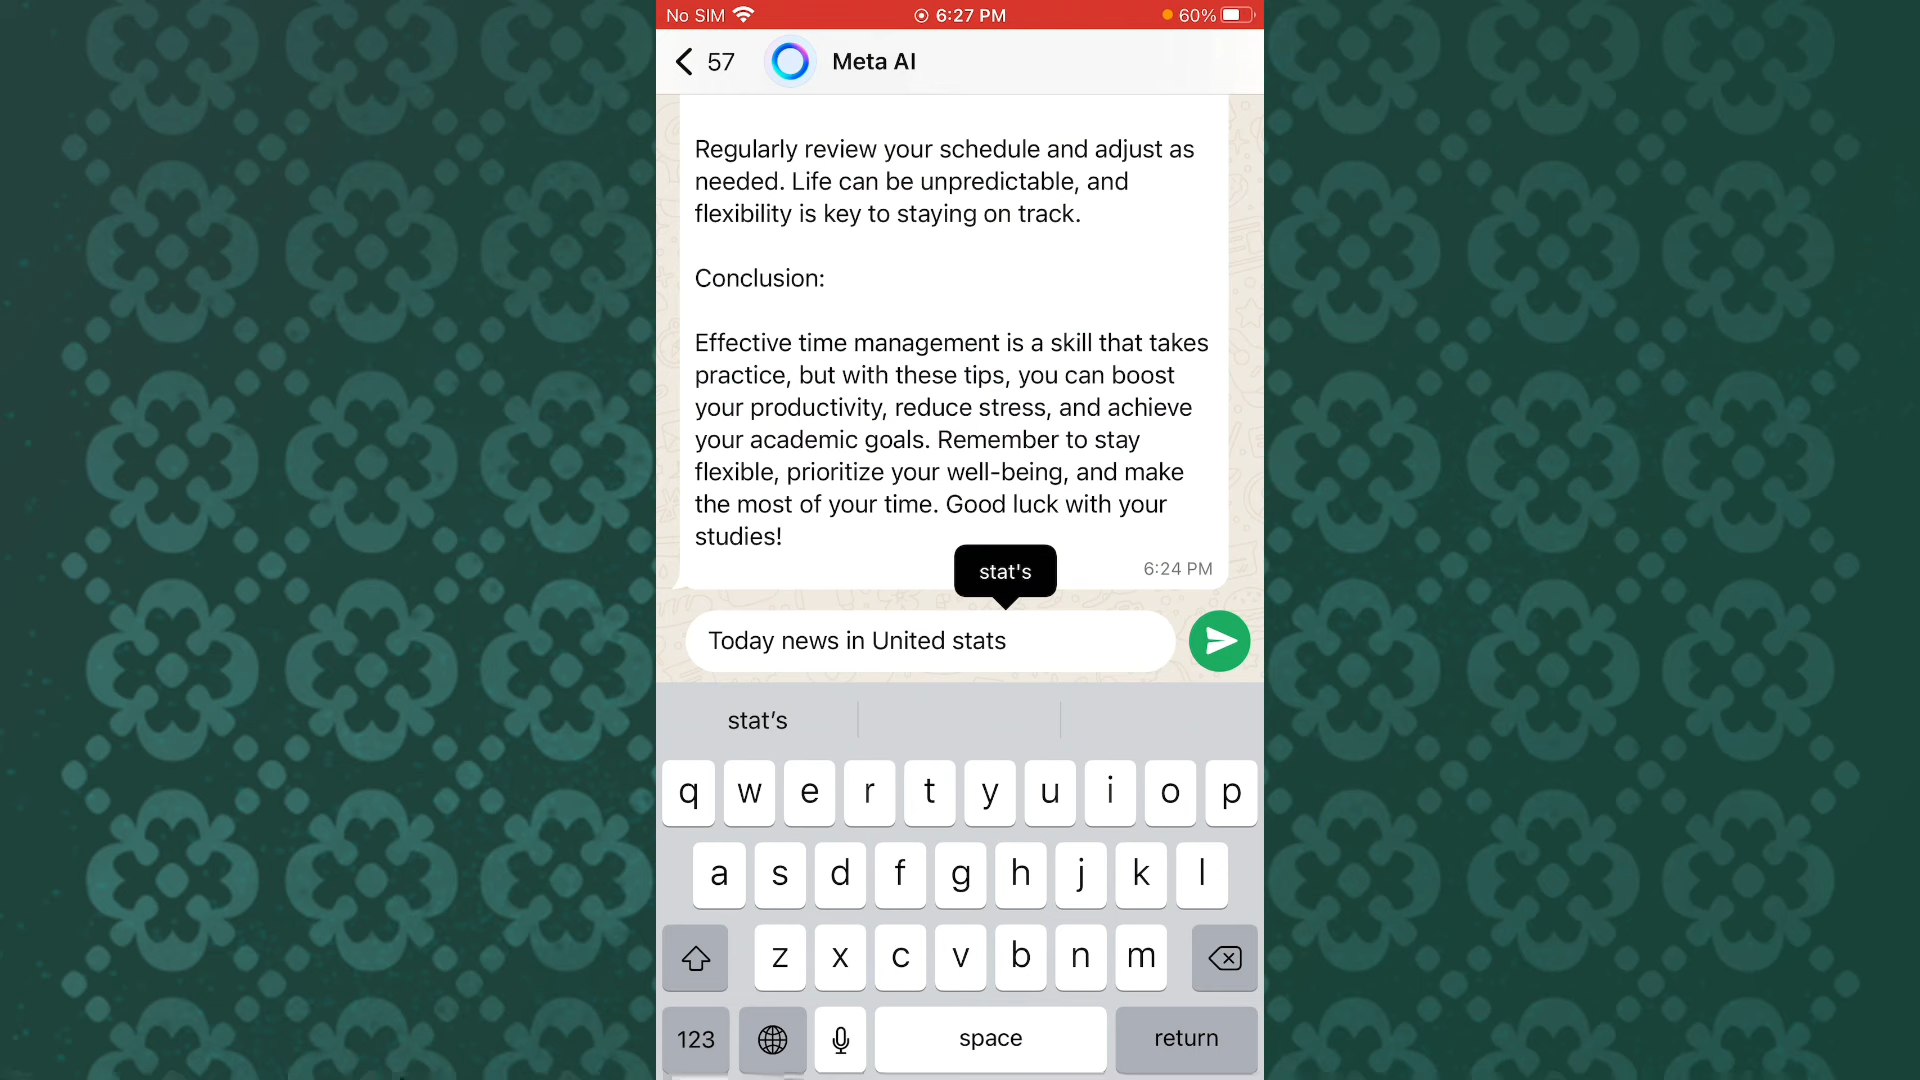 No SIM 6:27 PM 60%
57 Meta AI
Regularly review your schedule and adjust as
needed. Life can be unpredictable, and
flexibility is key to staying on track.
Conclusion:
Effective time management is a skill that takes
practice, but with these tips, you can boost
your productivity, reduce stress, and achieve
your academic goals. Remember to stay
flexible, prioritize your well-being, and make
the most of your time. Good luck with your
studies!
6:24 PM
stat's
Today news in United stats
stat’s
q w e r t y u i o p
a s d f g h j k l
z x c v b n m
123 space return